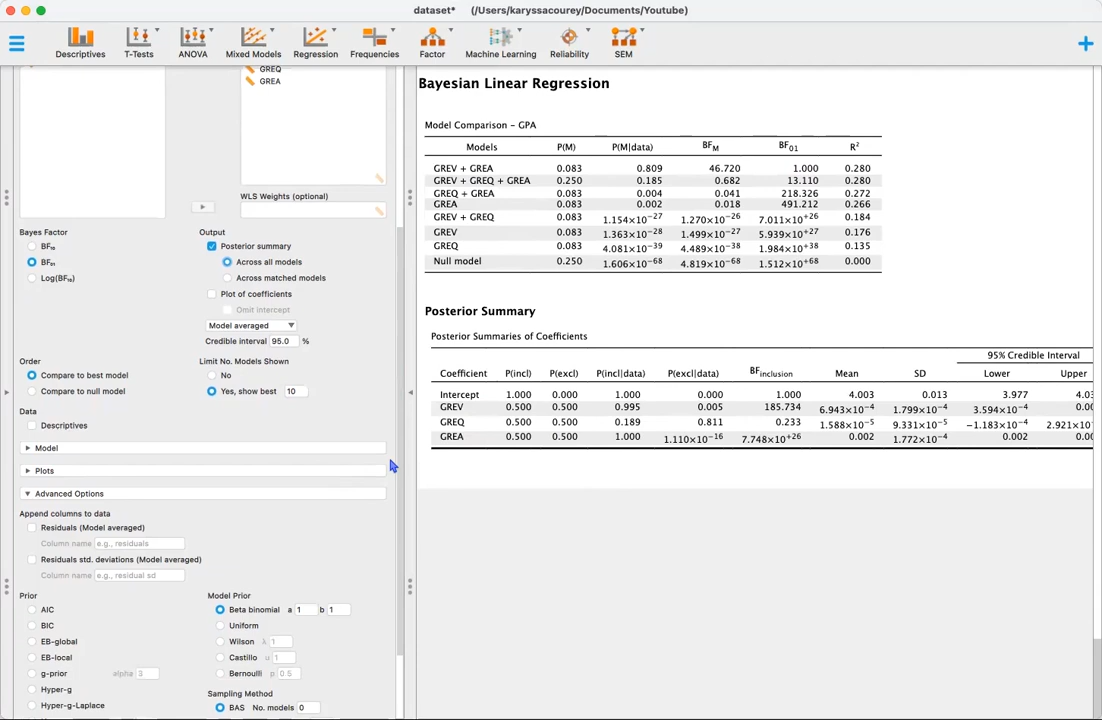 dataset* (/Users/karyssacourey/Documents/Youtube)
Descriptives T-Tests ANOVA Mixed Models Regression Frequencies Factor Machine Learning Reliability SEM
GREQ
GREA
WLS Weights (optional)
Bayes Factor
BF₁₀
BF₀₁
Log(BF₁₀)
Output
Posterior summary
Across all models
Across matched models
Plot of coefficients
Omit intercept
Model averaged
Credible interval 95.0 %
Order
Compare to best model
Compare to null model
Limit No. Models Shown
No
Yes, show best 10
Data
Descriptives
Model
Plots
Advanced Options
Append columns to data
Residuals (Model averaged)
Column name e.g., residuals
Residuals std. deviations (Model averaged)
Column name e.g., residual sd
Prior
AIC
BIC
EB-global
EB-local
g-prior alpha 3
Hyper-g
Hyper-g-Laplace
Model Prior
Beta binomial a 1 b 1
Uniform
Wilson λ 1
Castillo u 1
Bernoulli p 0.5
Sampling Method
BAS No. models 0
Bayesian Linear Regression
Model Comparison - GPA
Models P(M) P(M|data) BF_M BF₀₁ R²
GREV + GREA 0.083 0.809 46.720 1.000 0.280
GREV + GREQ + GREA 0.250 0.185 0.682 13.110 0.280
GREQ + GREA 0.083 0.004 0.041 218.326 0.272
GREA 0.083 0.002 0.018 491.212 0.266
GREV + GREQ 0.083 1.154×10⁻²⁷ 1.270×10⁻²⁶ 7.011×10⁺²⁶ 0.184
GREV 0.083 1.363×10⁻²⁸ 1.499×10⁻²⁷ 5.939×10⁺²⁷ 0.176
GREQ 0.083 4.081×10⁻³⁹ 4.489×10⁻³⁸ 1.984×10⁺³⁸ 0.135
Null model 0.250 1.606×10⁻⁶⁸ 4.819×10⁻⁶⁸ 1.512×10⁺⁶⁸ 0.000
Posterior Summary
Posterior Summaries of Coefficients
95% Credible Interval
Coefficient P(incl) P(excl) P(incl|data) P(excl|data) BF_inclusion Mean SD Lower Upper
Intercept 1.000 0.000 1.000 0.000 1.000 4.003 0.013 3.977 4.03
GREV 0.500 0.500 0.995 0.005 185.734 6.943×10⁻⁴ 1.799×10⁻⁴ 3.594×10⁻⁴ 0.00
GREQ 0.500 0.500 0.189 0.811 0.233 1.588×10⁻⁵ 9.331×10⁻⁵ −1.183×10⁻⁴ 2.921×10
GREA 0.500 0.500 1.000 1.110×10⁻¹⁶ 7.748×10⁺²⁶ 0.002 1.772×10⁻⁴ 0.002 0.00